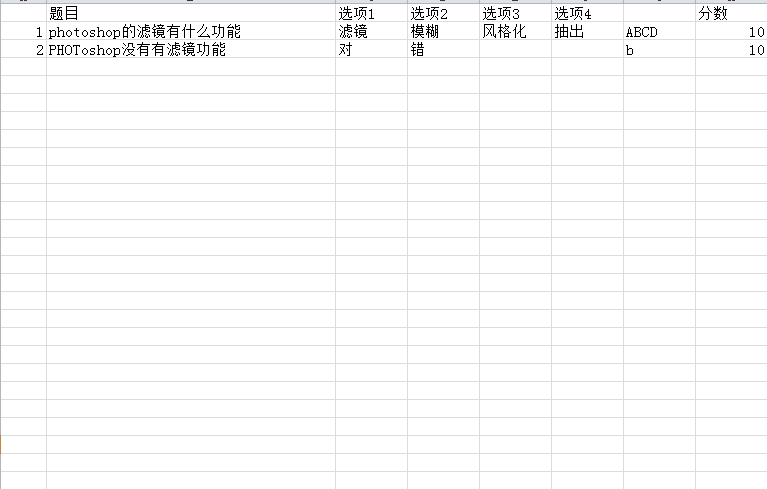 题目 选项1 选项2 选项3 选项4 分数
1 photoshop的滤镜有什么功能 滤镜 模糊 风格化 抽出 ABCD 10
2 PHOToshop没有有滤镜功能 对 错 b 10